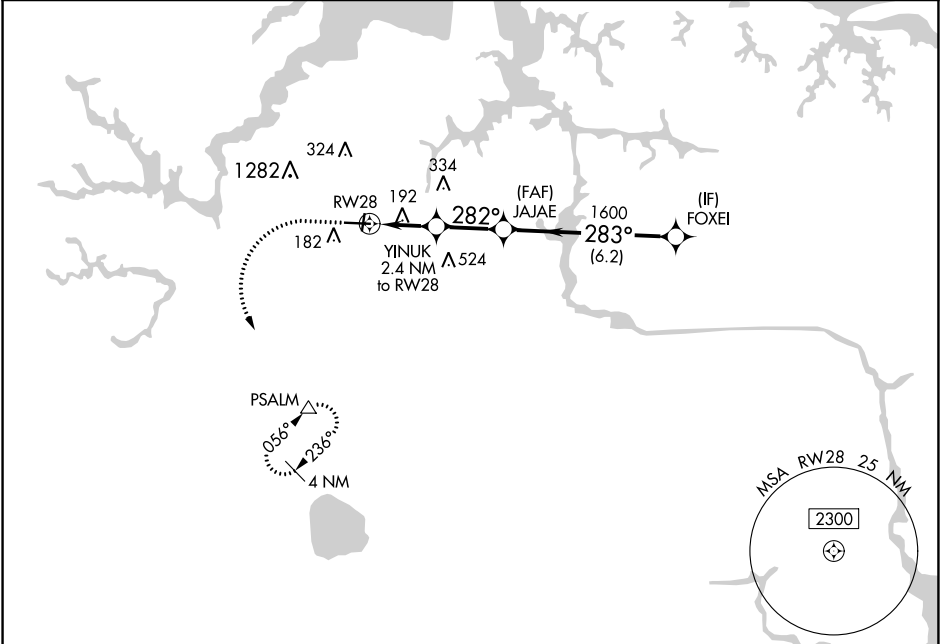 324
1282
334
(FAF)
JAJAE
(IF)
FOXEI
RW28
192
282°
1600
283°
(6.2)
182
YINUK
2.4 NM
to RW28
524
PSALM
056°
236°
4 NM
MSA RW28 25 NM
2300